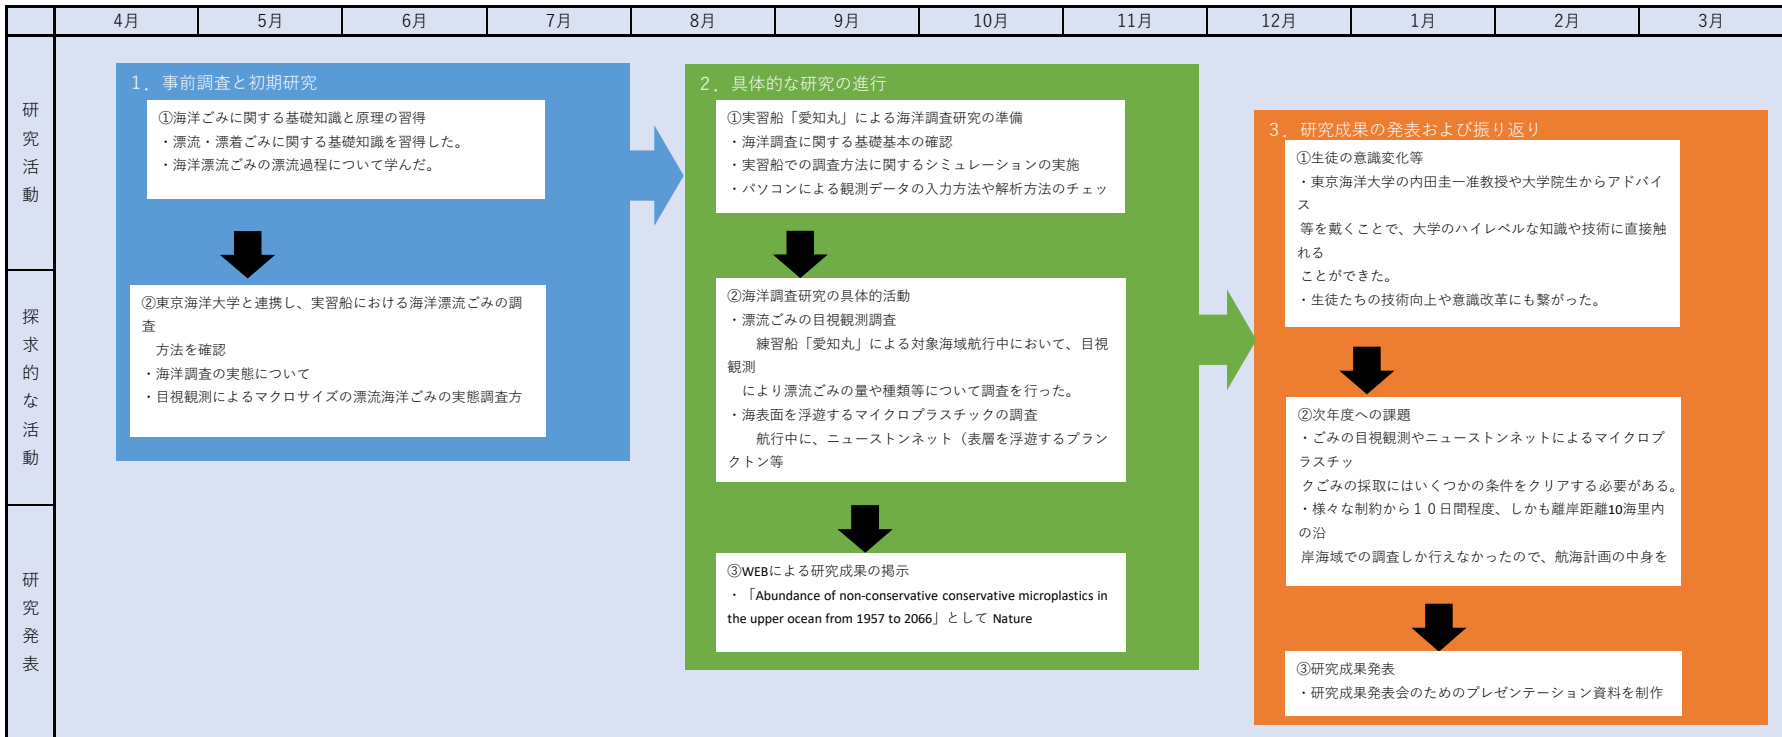 4月 5月 6月 7月 8月 9月 10月 11月 12月 1月 2月 3月
研究活動
探求的な活動
研究発表
1．事前調査と初期研究
①海洋ごみに関する基礎知識と原理の習得
・漂流・漂着ごみに関する基礎知識を習得した。
・海洋漂流ごみの漂流過程について学んだ。
②東京海洋大学と連携し、実習船における海洋漂流ごみの調
査
方法を確認
・海洋調査の実態について
・目視観測によるマクロサイズの漂流海洋ごみの実態調査方
2．具体的な研究の進行
①実習船「愛知丸」による海洋調査研究の準備
・海洋調査に関する基礎基本の確認
・実習船での調査方法に関するシミュレーションの実施
・パソコンによる観測データの入力方法や解析方法のチェッ
②海洋調査研究の具体的活動
・漂流ごみの目視観測調査
練習船「愛知丸」による対象海域航行中において、目視
観測
により漂流ごみの量や種類等について調査を行った。
・海表面を浮遊するマイクロプラスチックの調査
航行中に、ニューストンネット（表層を浮遊するプラン
クトン等
③WEBによる研究成果の掲示
・「Abundance of non-conservative conservative microplastics in
the upper ocean from 1957 to 2066」として Nature
3．研究成果の発表および振り返り
①生徒の意識変化等
・東京海洋大学の内田圭一准教授や大学院生からアドバイ
ス
等を戴くことで、大学のハイレベルな知識や技術に直接触
れる
ことができた。
・生徒たちの技術向上や意識改革にも繋がった。
②次年度への課題
・ごみの目視観測やニューストンネットによるマイクロプ
ラスチッ
クごみの採取にはいくつかの条件をクリアする必要がある。
・様々な制約から１０日間程度、しかも離岸距離10海里内
の沿
岸海域での調査しか行えなかったので、航海計画の中身を
③研究成果発表
・研究成果発表会のためのプレゼンテーション資料を制作